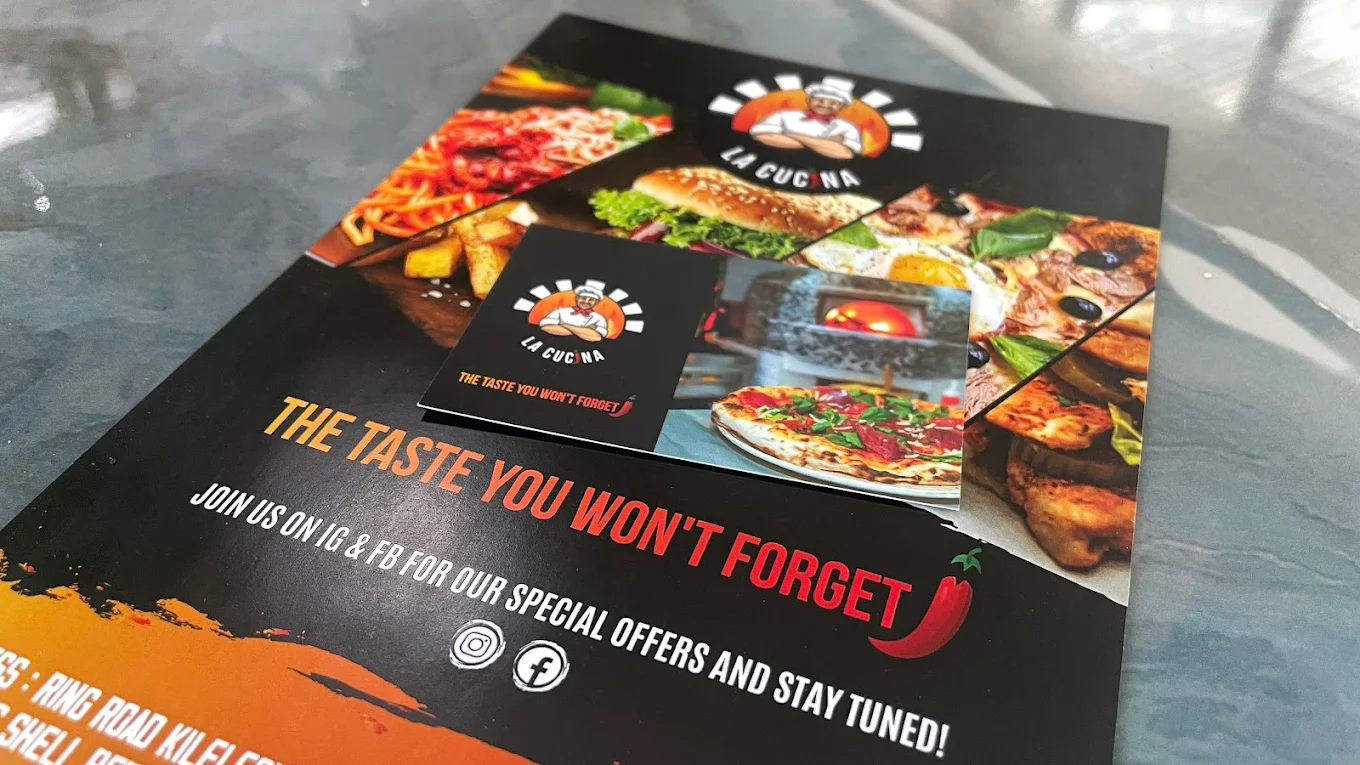 LA CUCINA
LA CUCINA
THE TASTE YOU WON'T FORGET
THE TASTE YOU WON'T FORGET
JOIN US ON IG & FB FOR OUR SPECIAL OFFERS AND STAY TUNED!
: RING ROAD
SHELL